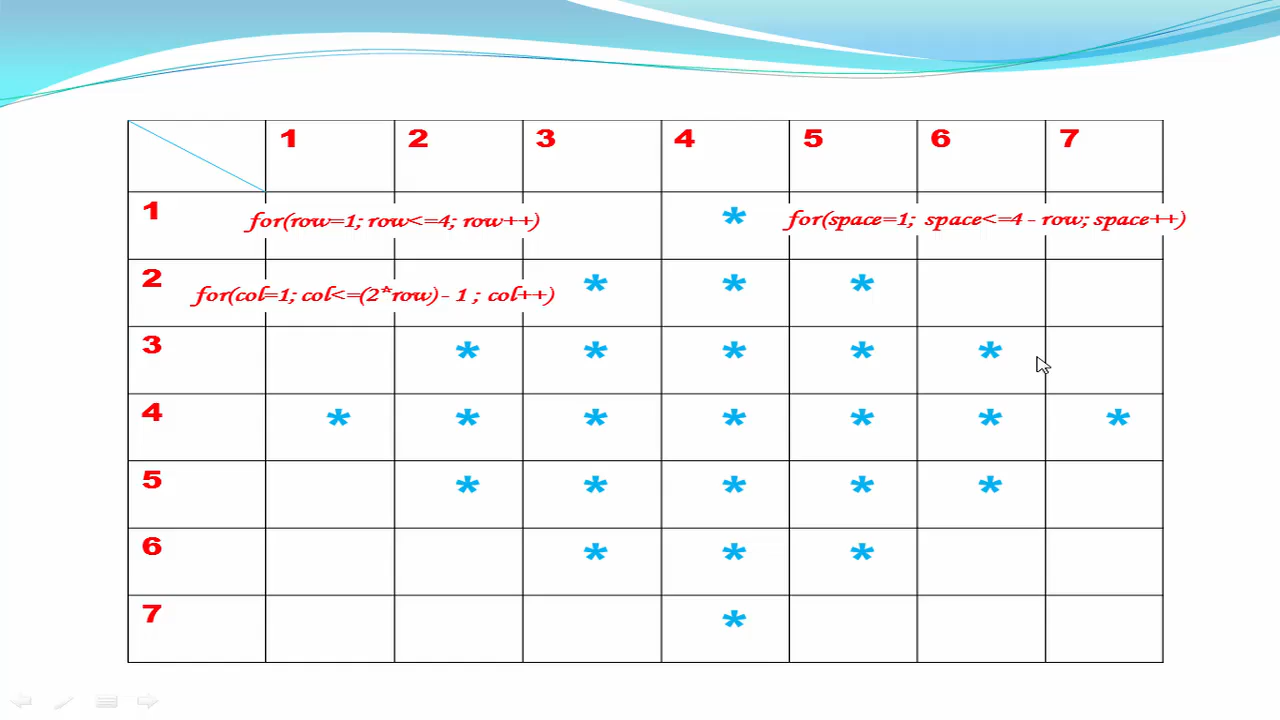 1 2 3 4 5 6 7
1 for(row=1; row<=4; row++) * for(space=1; space<=4 - row; space++)
2 for(col=1; col<=(2*row) - 1 ; col++) * * *
3 * * * * *
4 * * * * * * *
5 * * * * *
6 * * *
7 *